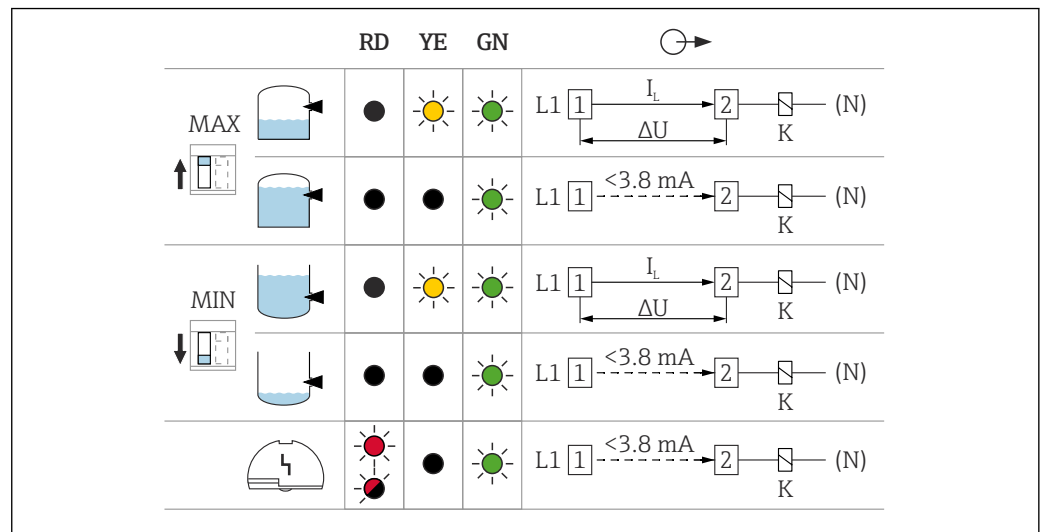 RD YE GN
MAX
L1 1 I_L 2 (N)
ΔU K
L1 1 <3.8 mA 2 (N)
K
MIN
L1 1 I_L 2 (N)
ΔU K
L1 1 <3.8 mA 2 (N)
K
L1 1 <3.8 mA 2 (N)
K